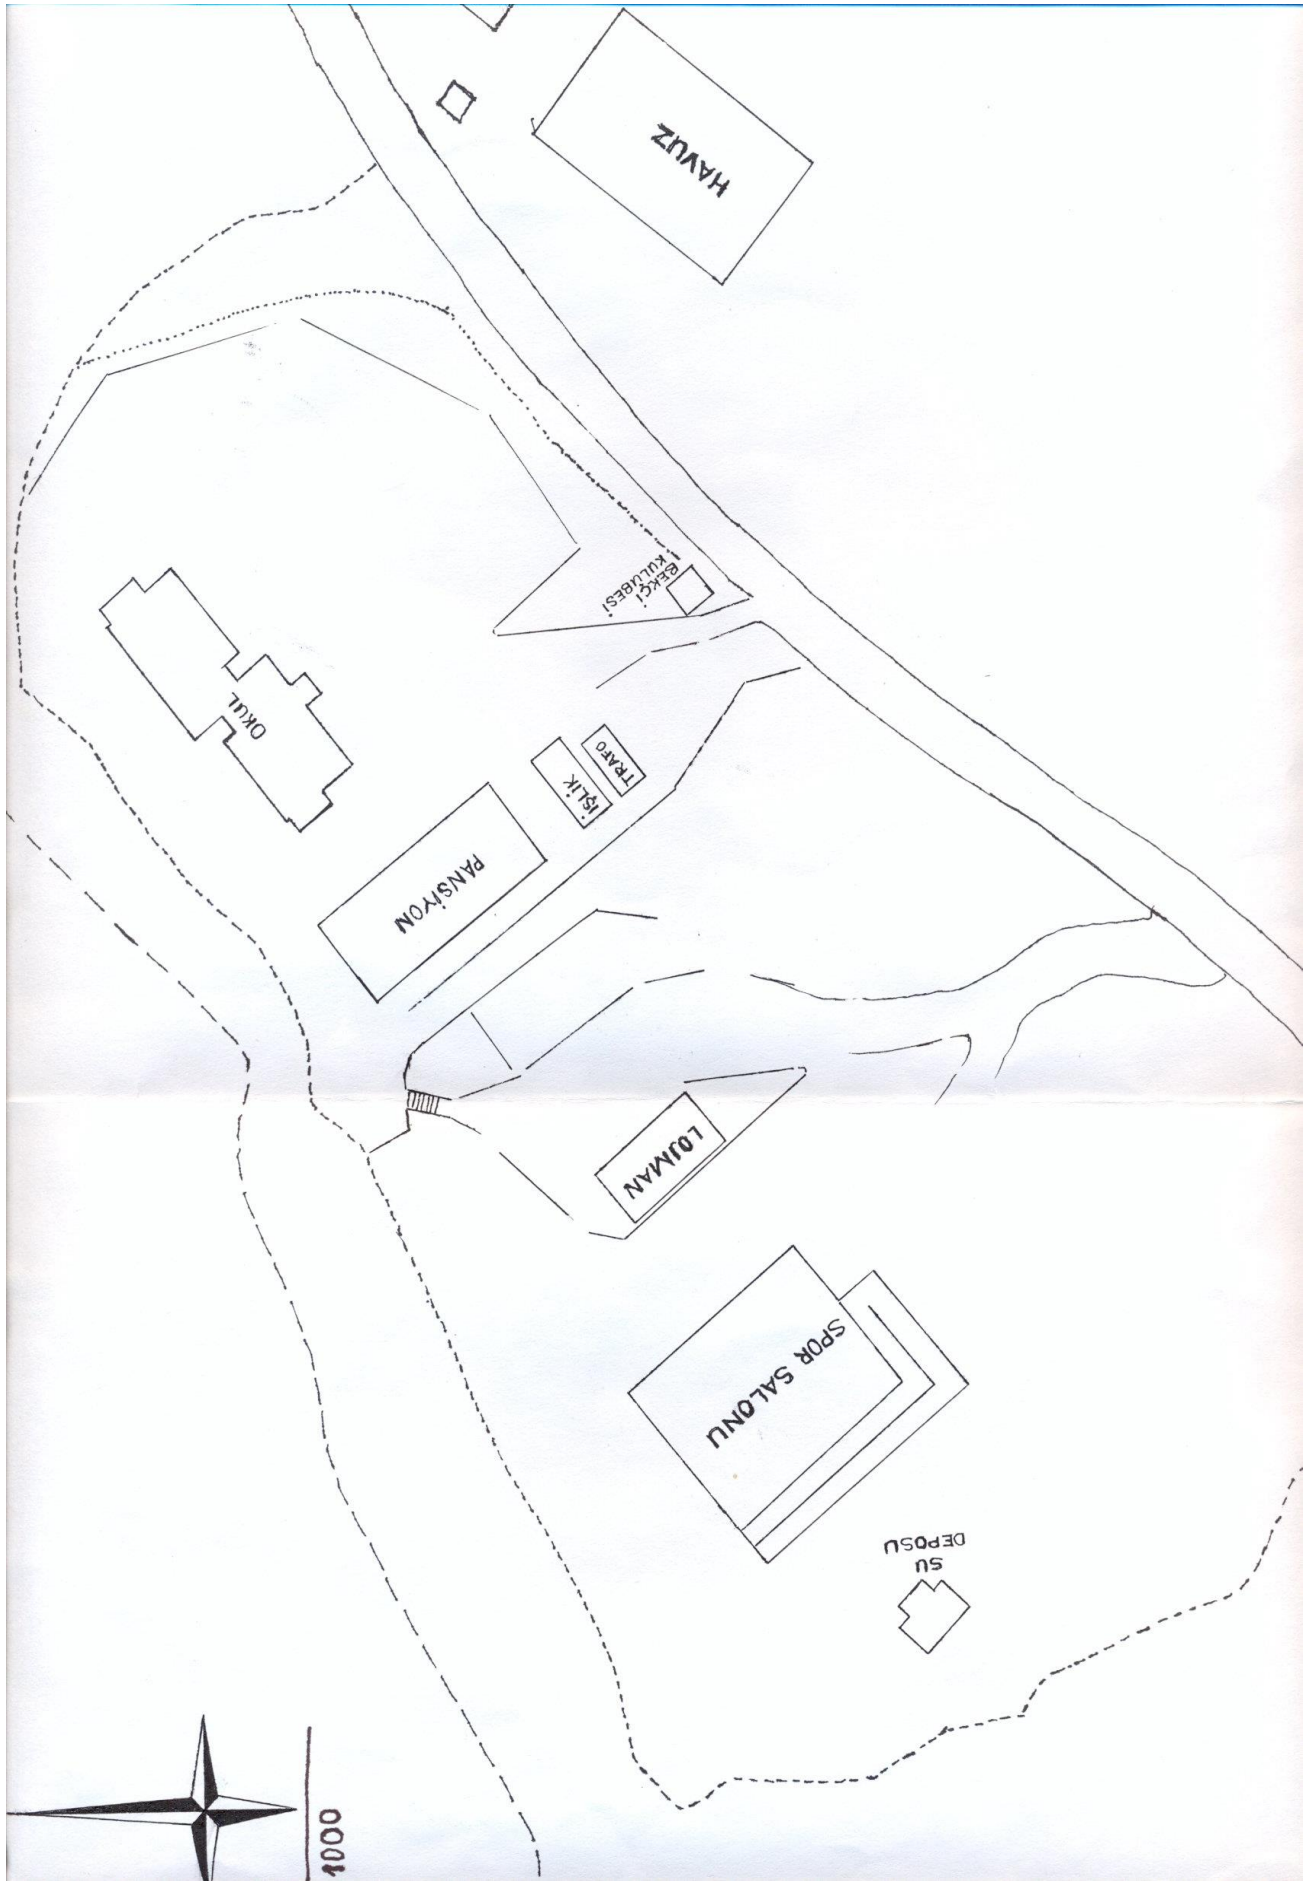 HAVUZ
BEKÇİ
KULÜBESİ
OKUL
TRAFO
İŞLİK
PANSİYON
LOJMAN
SPOR SALONU
SU
DEPOSU
1000